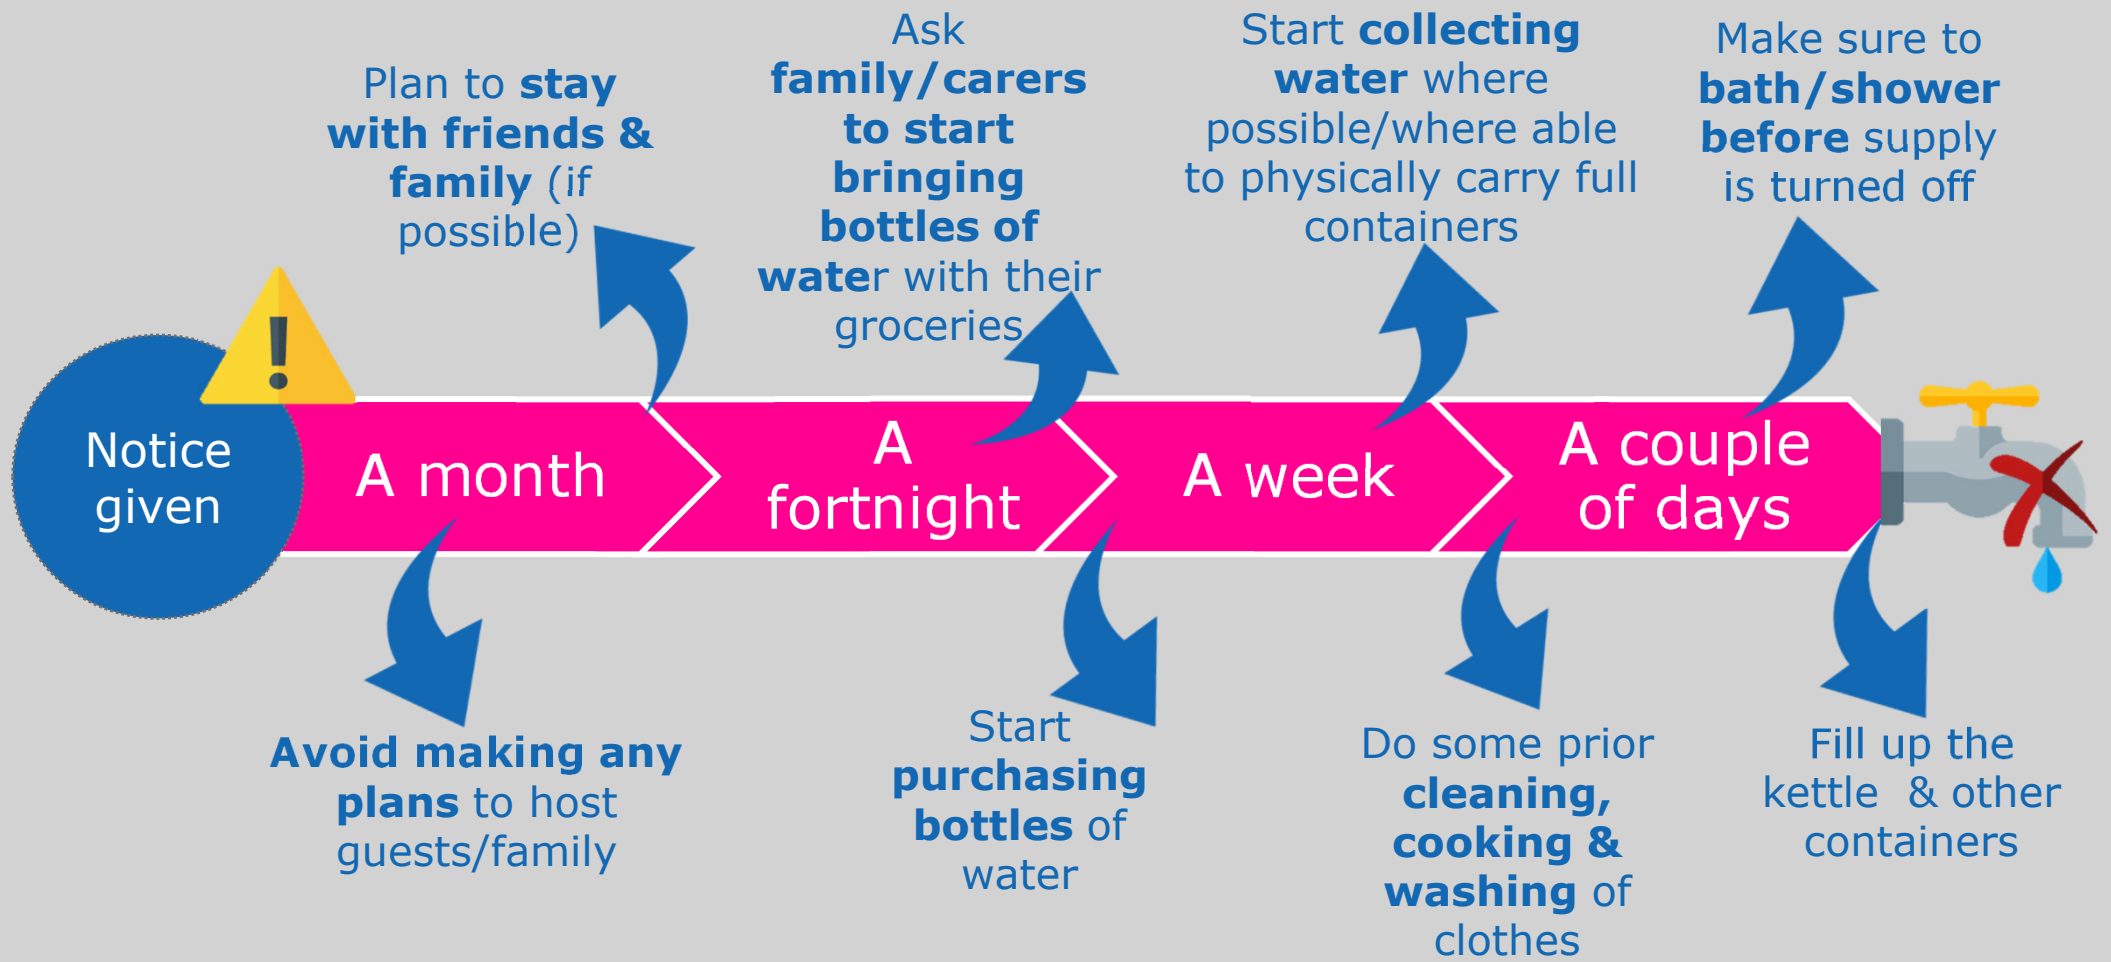 Notice
given
!
A month
A
fortnight
A week
A couple
of days
Plan to stay
with friends &
family (if
possible)
Ask
family/carers
to start
bringing
bottles of
water with their
groceries
Start collecting
water where
possible/where able
to physically carry full
containers
Make sure to
bath/shower
before supply
is turned off
Avoid making any
plans to host
guests/family
Start
purchasing
bottles of
water
Do some prior
cleaning,
cooking &
washing of
clothes
Fill up the
kettle & other
containers